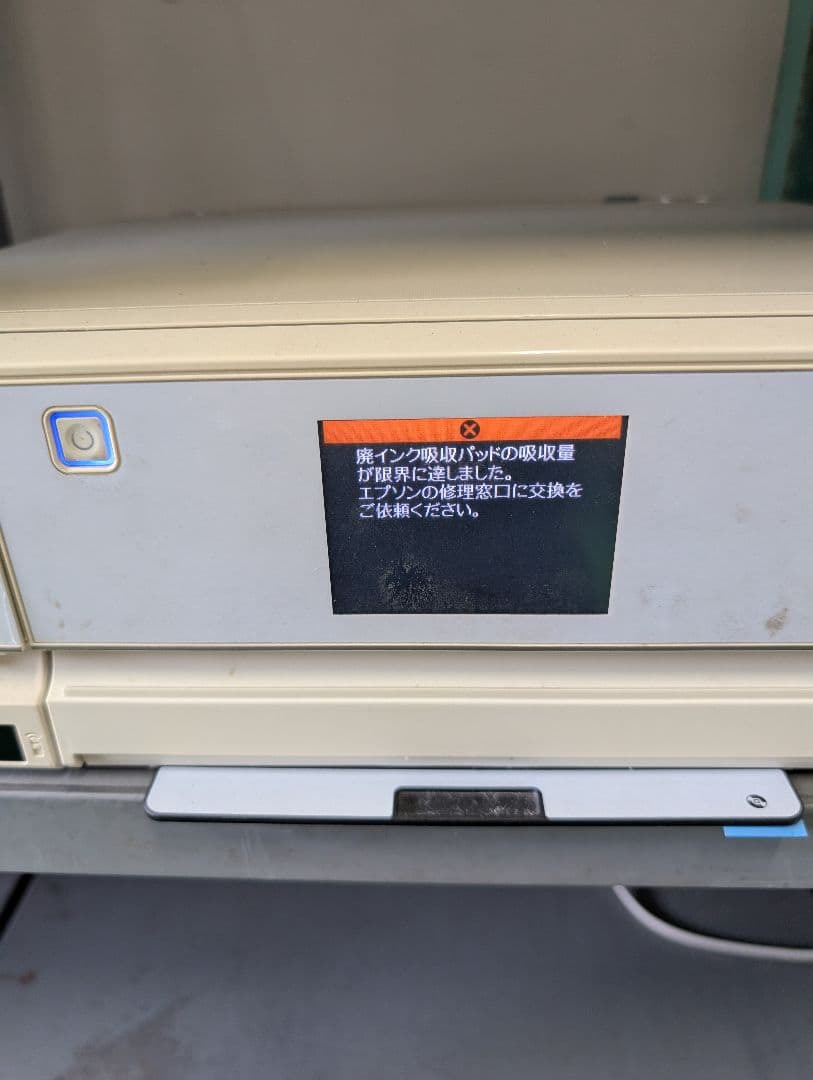 廃インク吸収パッドの吸収量
が限界に達しました。
エプソンの修理窓口に交換を
ご依頼ください。